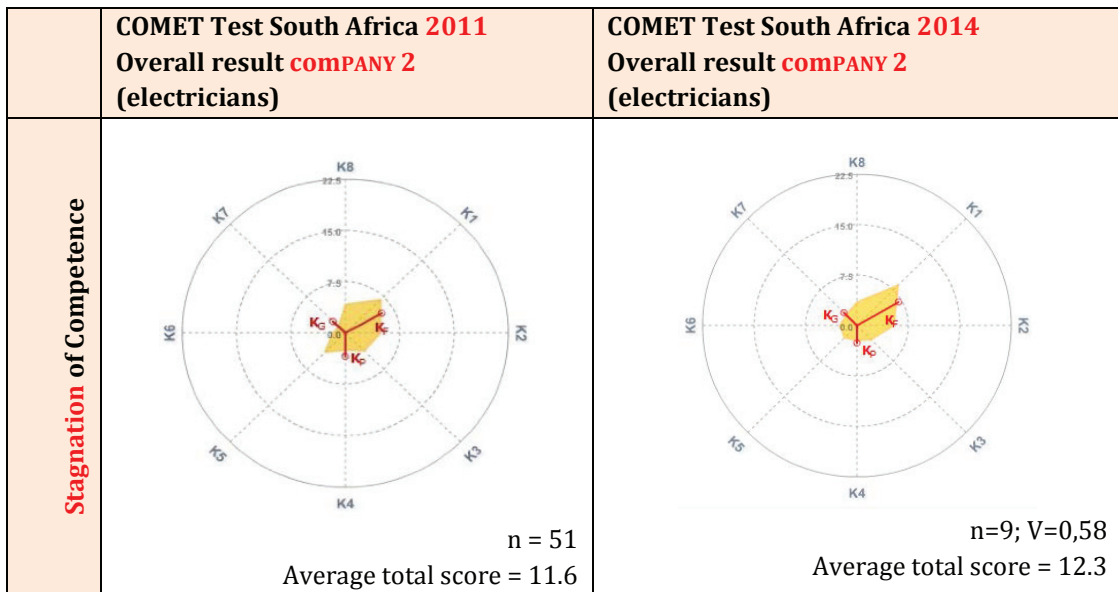 COMET Test South Africa 2011
Overall result comPANY 2
(electricians)
COMET Test South Africa 2014
Overall result comPANY 2
(electricians)
Stagnation of Competence
K8
22.5
K7
K1
15.0
7.5
K6
KG
KF
K2
0.0
KP
K5
K3
K4
n = 51
Average total score = 11.6
K8
22.5
K7
K1
15.0
7.5
K6
KG
KF
K2
0.0
KP
K5
K3
K4
n=9; V=0,58
Average total score = 12.3